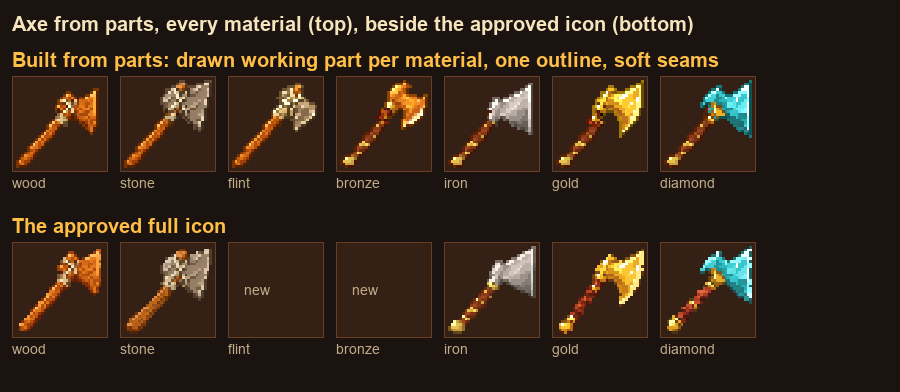 Axe from parts, every material (top), beside the approved icon (bottom)
Built from parts: drawn working part per material, one outline, soft seams
wood stone flint bronze iron gold diamond
The approved full icon
new new
wood stone flint bronze iron gold diamond